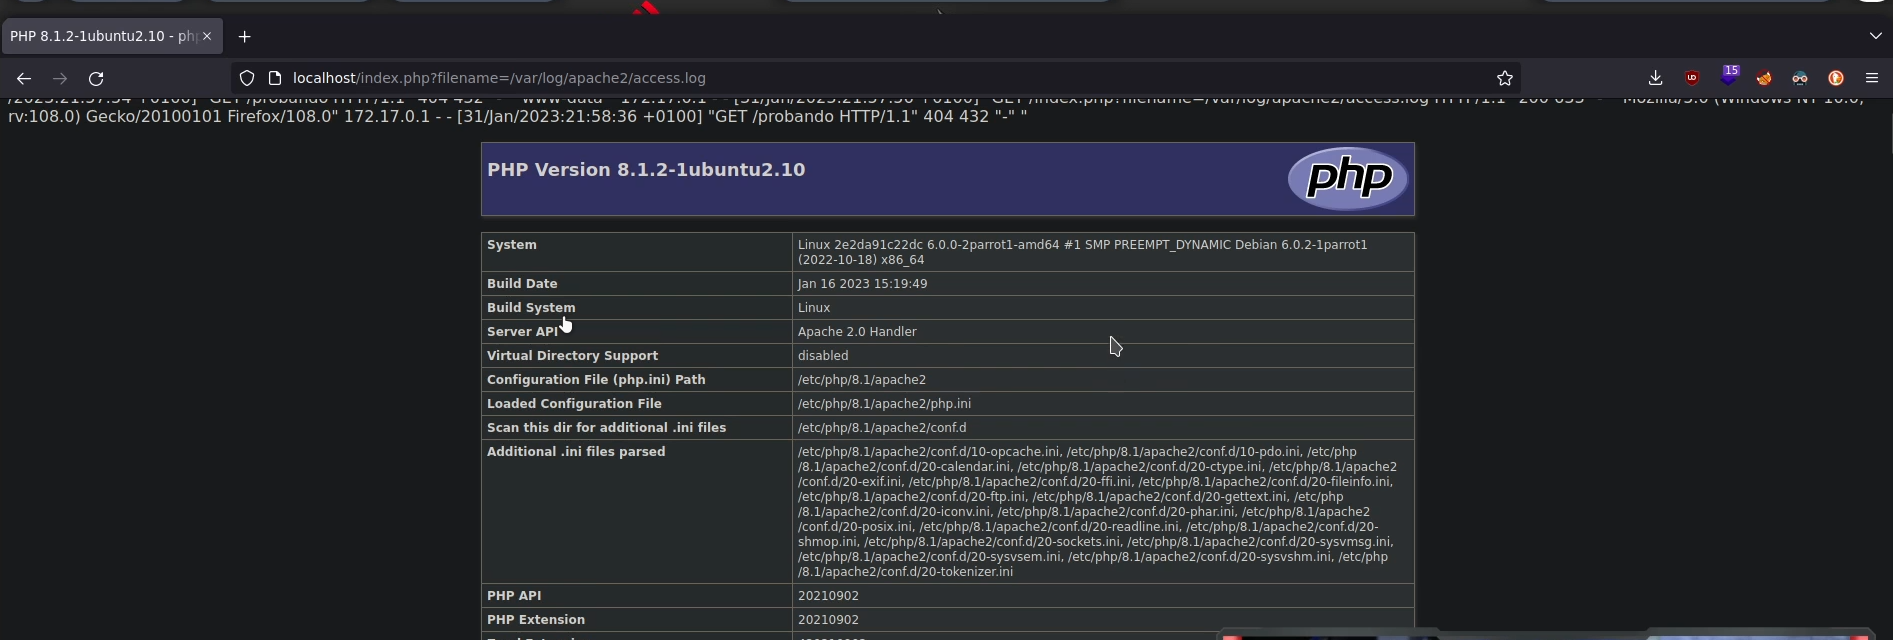 PHP 8.1.2-1ubuntu2.10 - php
localhost/index.php?filename=/var/log/apache2/access.log
15
rv:108.0) Gecko/20100101 Firefox/108.0" 172.17.0.1 - - [31/Jan/2023:21:58:36 +0100] "GET /probando HTTP/1.1" 404 432 "-" "
PHP Version 8.1.2-1ubuntu2.10
php
System
Linux 2e2da91c22dc 6.0.0-2parrot1-amd64 #1 SMP PREEMPT_DYNAMIC Debian 6.0.2-1parrot1
(2022-10-18) x86_64
Build Date
Jan 16 2023 15:19:49
Build System
Linux
Server API
Apache 2.0 Handler
Virtual Directory Support
disabled
Configuration File (php.ini) Path
/etc/php/8.1/apache2
Loaded Configuration File
/etc/php/8.1/apache2/php.ini
Scan this dir for additional .ini files
/etc/php/8.1/apache2/conf.d
Additional .ini files parsed
/etc/php/8.1/apache2/conf.d/10-opcache.ini, /etc/php/8.1/apache2/conf.d/10-pdo.ini, /etc/php
/8.1/apache2/conf.d/20-calendar.ini, /etc/php/8.1/apache2/conf.d/20-ctype.ini, /etc/php/8.1/apache2
/conf.d/20-exif.ini, /etc/php/8.1/apache2/conf.d/20-ffi.ini, /etc/php/8.1/apache2/conf.d/20-fileinfo.ini,
/etc/php/8.1/apache2/conf.d/20-ftp.ini, /etc/php/8.1/apache2/conf.d/20-gettext.ini, /etc/php
/8.1/apache2/conf.d/20-iconv.ini, /etc/php/8.1/apache2/conf.d/20-phar.ini, /etc/php/8.1/apache2
/conf.d/20-posix.ini, /etc/php/8.1/apache2/conf.d/20-readline.ini, /etc/php/8.1/apache2/conf.d/20-
shmop.ini, /etc/php/8.1/apache2/conf.d/20-sockets.ini, /etc/php/8.1/apache2/conf.d/20-sysvmsg.ini,
/etc/php/8.1/apache2/conf.d/20-sysvsem.ini, /etc/php/8.1/apache2/conf.d/20-sysvshm.ini, /etc/php
/8.1/apache2/conf.d/20-tokenizer.ini
PHP API
20210902
PHP Extension
20210902